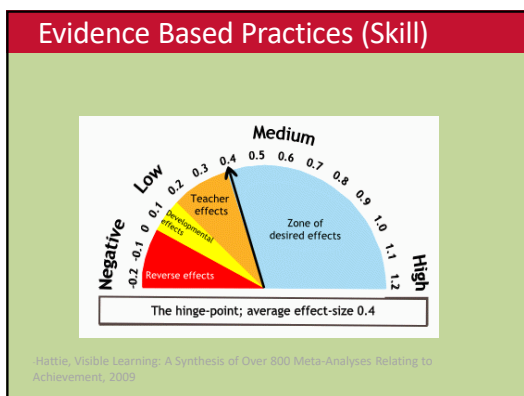 Evidence Based Practices (Skill)
Negative
Low
Medium
High
-0.2
-0.1
0
0.1
0.2
0.3
0.4
0.5
0.6
0.7
0.8
0.9
1.0
1.1
1.2
Reverse effects
Developmental
effects
Teacher
effects
Zone of
desired effects
The hinge-point; average effect-size 0.4
-Hattie, Visible Learning: A Synthesis of Over 800 Meta-Analyses Relating to
Achievement, 2009